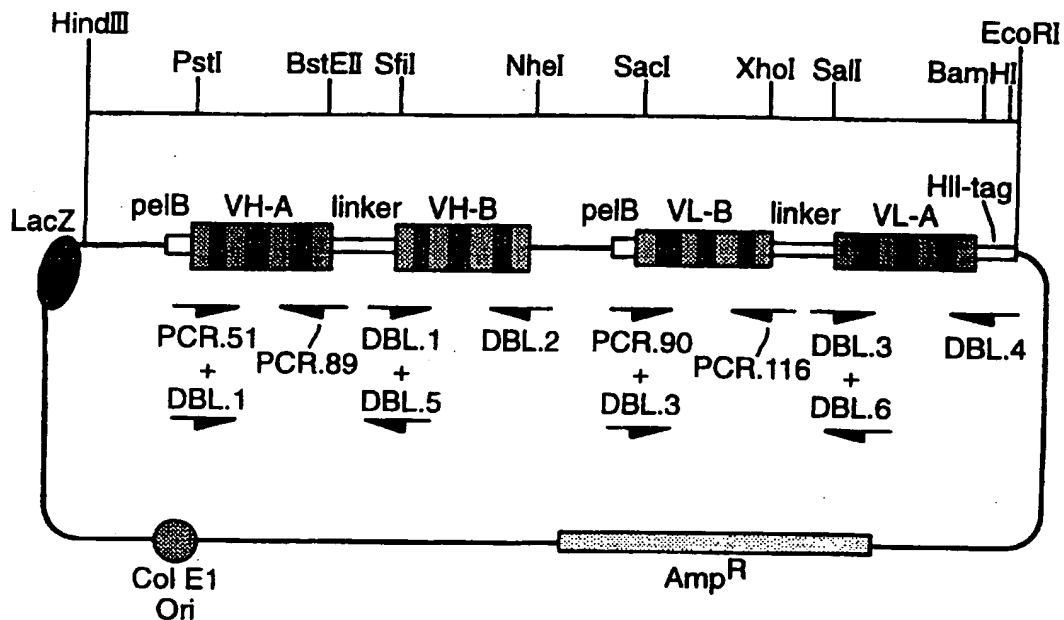 HindⅢ
EcoRI
PstI
BstEII
SfiI
NheI
SacI
XhoI
SalI
BamHI
HII-tag
LacZ
pelB
VH-A
linker
VH-B
pelB
VL-B
linker
VL-A
PCR.51
+
DBL.1
PCR.89
DBL.1
+
DBL.5
DBL.2
PCR.90
+
DBL.3
PCR.116
DBL.3
+
DBL.6
DBL.4
Col E1
Ori
AmpR